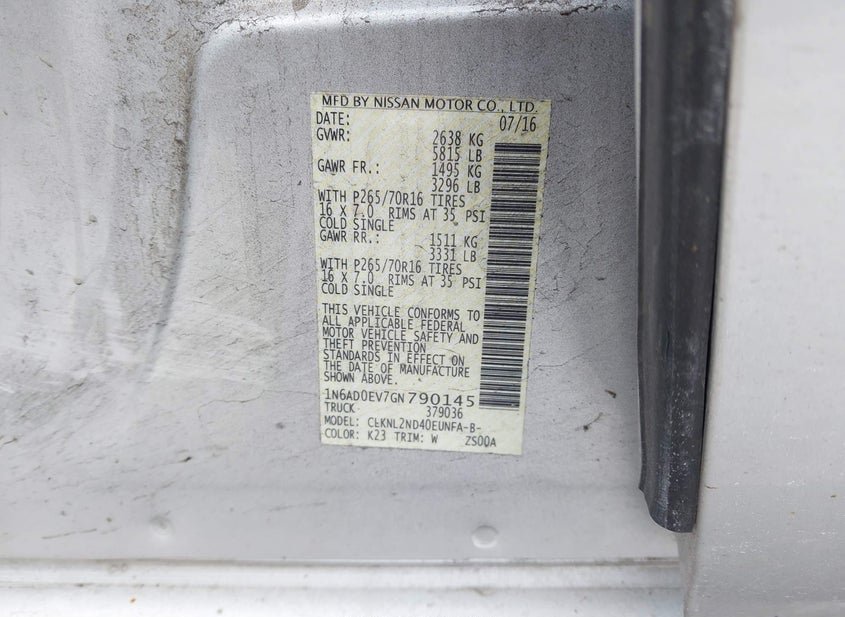 MFD BY NISSAN MOTOR CO., LTD.
DATE: 07/16
GVWR: 2638 KG
5815 LB
GAWR FR.: 1495 KG
3296 LB
WITH P265/70R16 TIRES
16 X 7.0 RIMS AT 35 PSI
COLD SINGLE
GAWR RR.: 1511 KG
3331 LB
WITH P265/70R16 TIRES
16 X 7.0 RIMS AT 35 PSI
COLD SINGLE
THIS VEHICLE CONFORMS TO
ALL APPLICABLE FEDERAL
MOTOR VEHICLE SAFETY AND
THEFT PREVENTION
STANDARDS IN EFFECT ON
THE DATE OF MANUFACTURE
SHOWN ABOVE.
1N6AD0EV7GN790145
TRUCK 379036
MODEL: CLKNL2ND40EUNFA-B-
COLOR: K23 TRIM: W ZS00A